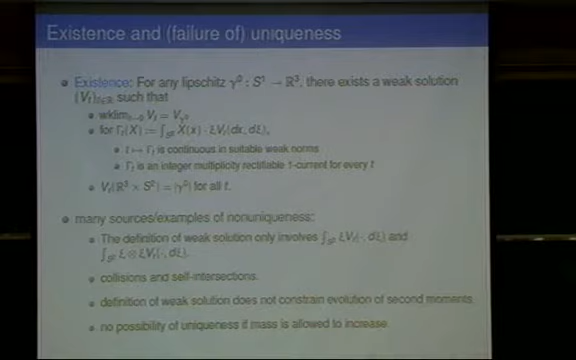 Existence and (failure of) uniqueness
Existence: For any lipschitz γ⁰ : S¹ → ℝ³, there exists a weak solution
(V_t)_{t∈ℝ} such that
wklim_{t→0} V_t = V_{γ⁰}
for Γ_t(X) := ∫_{S²} X(x) · ξ V_t(dx, dξ),
t ↦ Γ_t is continuous in suitable weak norms
Γ_t is an integer multiplicity rectifiable 1-current for every t
V_t(ℝ³ × S²) = |γ⁰| for all t.
many sources/examples of nonuniqueness:
The definition of weak solution only involves ∫_{S²} ξV_t(·, dξ) and
∫_{S²} ξ ⊗ ξV_t(·, dξ).
collisions and self-intersections.
definition of weak solution does not constrain evolution of second moments
no possibility of uniqueness if mass is allowed to increase